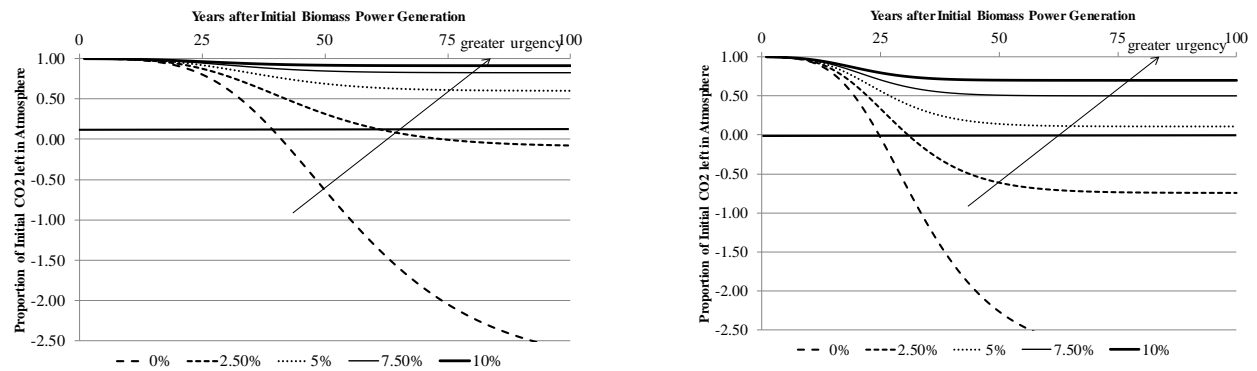 Years after Initial Biomass Power Generation
0 25 50 75 100
greater urgency
1.00
0.50
0.00
-0.50
-1.00
-1.50
-2.00
-2.50
Proportion of Initial CO2 left in Atmosphere
0% 2.50% 5% 7.50% 10%
Years after Initial Biomass Power Generation
0 25 50 75 100
greater urgency
1.00
0.50
0.00
-0.50
-1.00
-1.50
-2.00
-2.50
Proportion of Initial CO2 left in Atmosphere
0% 2.50% 5% 7.50% 10%